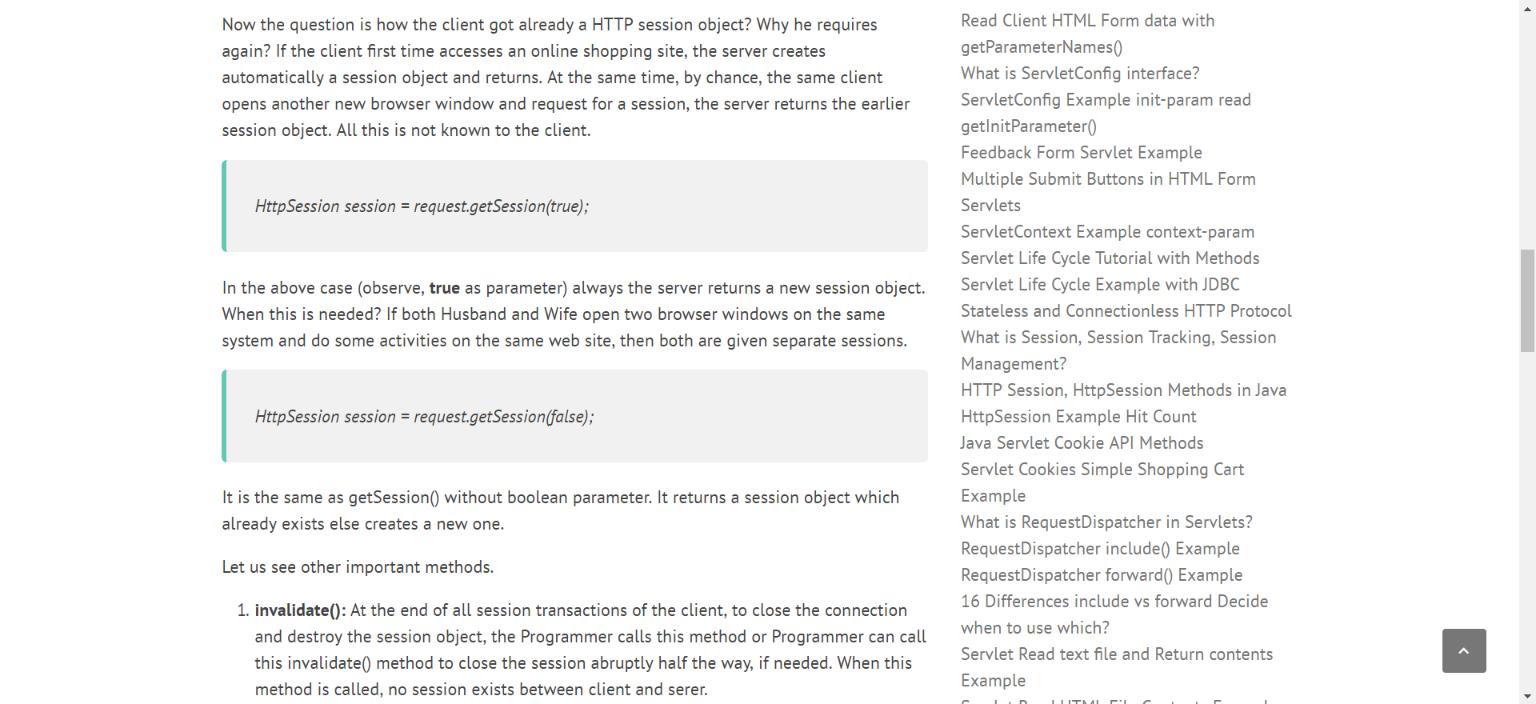 Now the question is how the client got already a HTTP session object? Why he requires
again? If the client first time accesses an online shopping site, the server creates
automatically a session object and returns. At the same time, by chance, the same client
opens another new browser window and request for a session, the server returns the earlier
session object. All this is not known to the client.
HttpSession session = request.getSession(true);
In the above case (observe, true as parameter) always the server returns a new session object.
When this is needed? If both Husband and Wife open two browser windows on the same
system and do some activities on the same web site, then both are given separate sessions.
HttpSession session = request.getSession(false);
It is the same as getSession() without boolean parameter. It returns a session object which
already exists else creates a new one.
Let us see other important methods.
1. invalidate(): At the end of all session transactions of the client, to close the connection
and destroy the session object, the Programmer calls this method or Programmer can call
this invalidate() method to close the session abruptly half the way, if needed. When this
method is called, no session exists between client and serer.
Read Client HTML Form data with
getParameterNames()
What is ServletConfig interface?
ServletConfig Example init-param read
getInitParameter()
Feedback Form Servlet Example
Multiple Submit Buttons in HTML Form
Servlets
ServletContext Example context-param
Servlet Life Cycle Tutorial with Methods
Servlet Life Cycle Example with JDBC
Stateless and Connectionless HTTP Protocol
What is Session, Session Tracking, Session
Management?
HTTP Session, HttpSession Methods in Java
HttpSession Example Hit Count
Java Servlet Cookie API Methods
Servlet Cookies Simple Shopping Cart
Example
What is RequestDispatcher in Servlets?
RequestDispatcher include() Example
RequestDispatcher forward() Example
16 Differences include vs forward Decide
when to use which?
Servlet Read text file and Return contents
Example